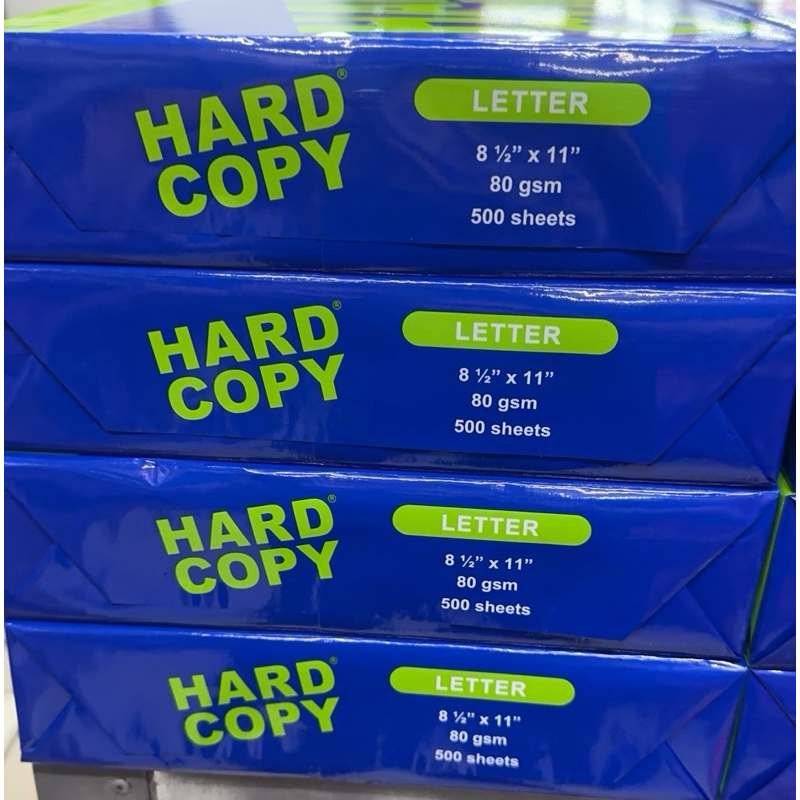 HARD
COPY®
LETTER
8 ½” x 11”
80 gsm
500 sheets
HARD
COPY®
LETTER
8 ½” x 11”
80 gsm
500 sheets
HARD
COPY®
LETTER
8 ½” x 11”
80 gsm
500 sheets
HARD
COPY®
LETTER
8 ½” x 11”
80 gsm
500 sheets